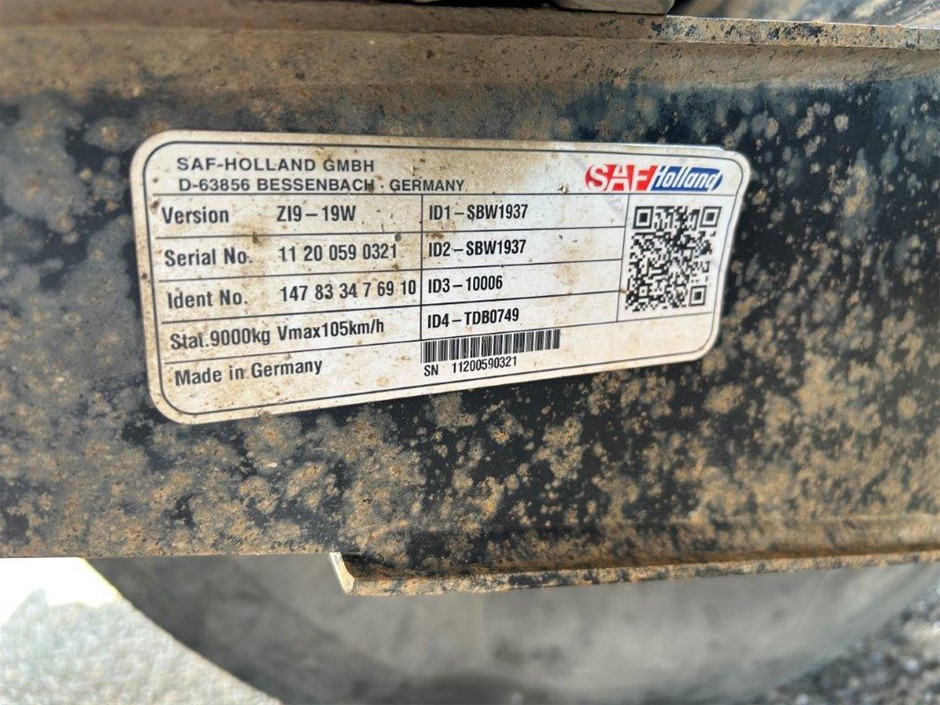 SAF-HOLLAND GMBH
D-63856 BESSENBACH · GERMANY
SAF Holland
Version ZI9-19W
ID1-SBW1937
Serial No. 11 20 059 0321
ID2-SBW1937
Ident No. 147 83 34 7 69 10
ID3-10006
Stat.9000kg Vmax105km/h
ID4-TDB0749
Made in Germany
SN 11200590321